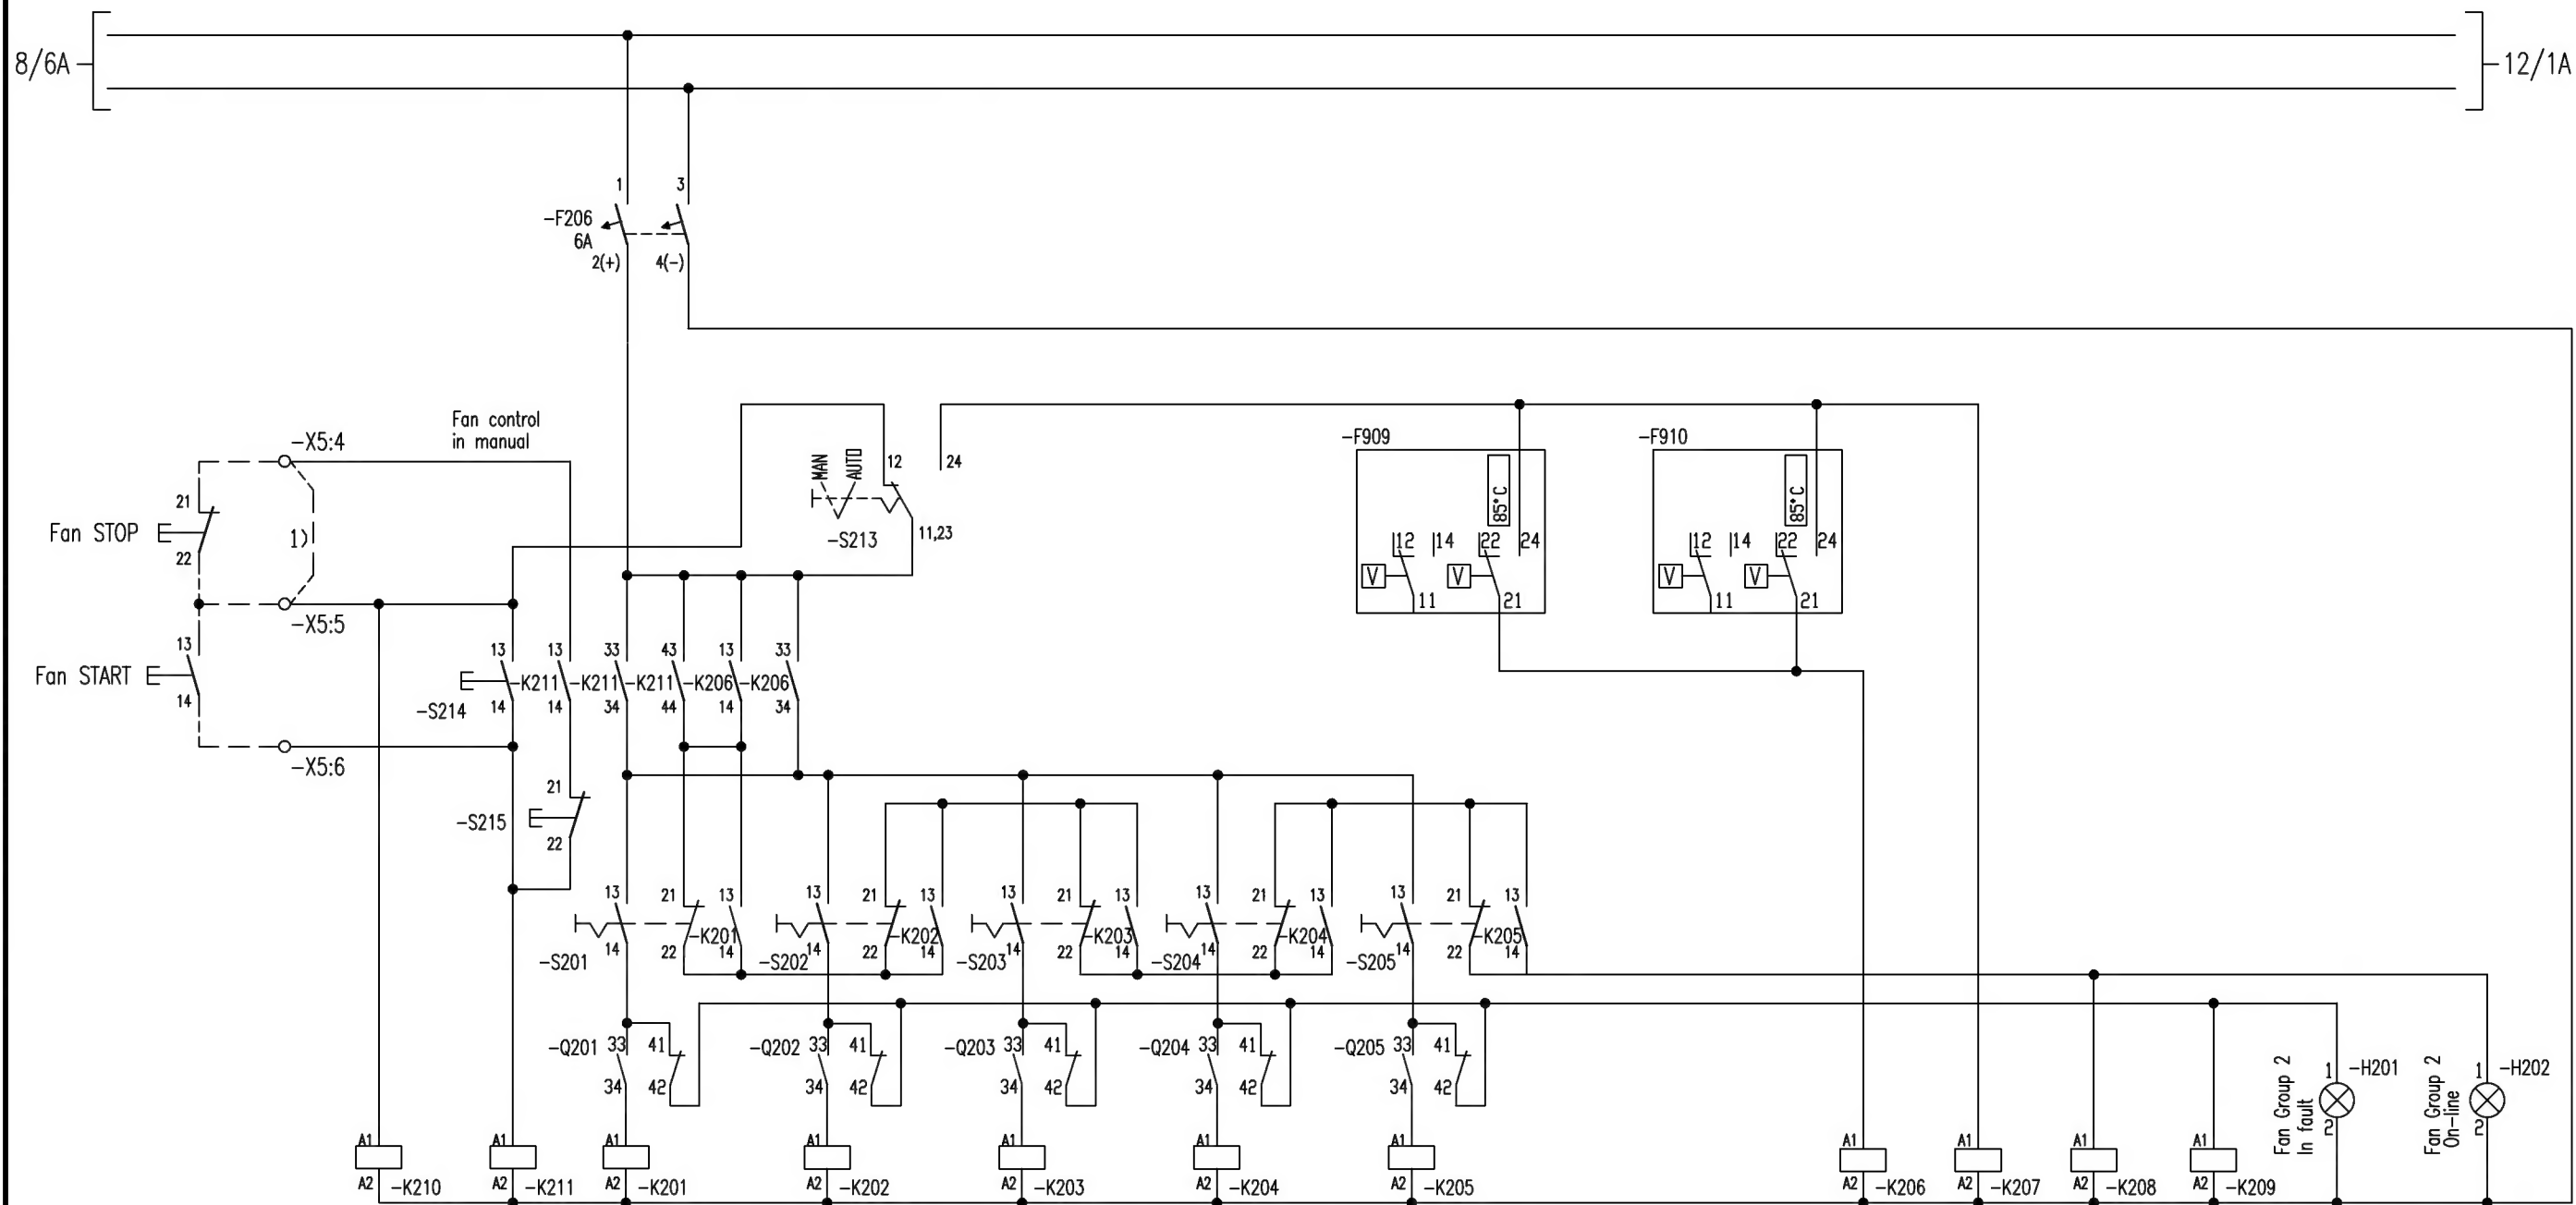 8/6A
12/1A
1 3
-F206
6A
2(+) 4(-)
-X5:4
Fan control
in manual
MAN AUTO 12 24
-S213 11,23
-F909 -F910
85°C 85°C
12 14 22 24 12 14 22 24
V V V V
11 21 11 21
21
Fan STOP
22
1)
-X5:5
13
Fan START
14
-X5:6
13 13 33 43 13 33
-K211 -K211 -K211 -K206 -K206
-S214 14 14 34 44 14 34
21
-S215
22
13 21 13 13 21 13 13 21 13 13 21 13 13 21 13
-K201 -K202 -K203 -K204 -K205
14 22 14 14 22 14 14 22 14 14 22 14 14 22 14
-S201 -S202 -S203 -S204 -S205
-Q201 33 41 -Q202 33 41 -Q203 33 41 -Q204 33 41 -Q205 33 41
34 42 34 42 34 42 34 42 34 42
Fan Group 2
In fault
1 -H201
2
Fan Group 2
On-line
1 -H202
2
A1 A1 A1 A1 A1 A1 A1 A1 A1 A1 A1
A2 -K210 A2 -K211 A2 -K201 A2 -K202 A2 -K203 A2 -K204 A2 -K205 A2 -K206 A2 -K207 A2 -K208 A2 -K209